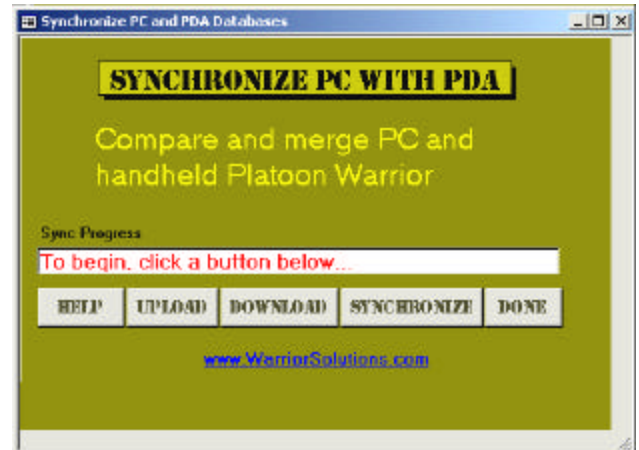 Synchronize PC and PDA Databases
SYNCHRONIZE PC WITH PDA
Compare and merge PC and
handheld Platoon Warrior
Sync Progress
To begin, click a button below...
HELP UPLOAD DOWNLOAD SYNCHRONIZE DONE
www.WarriorSolutions.com